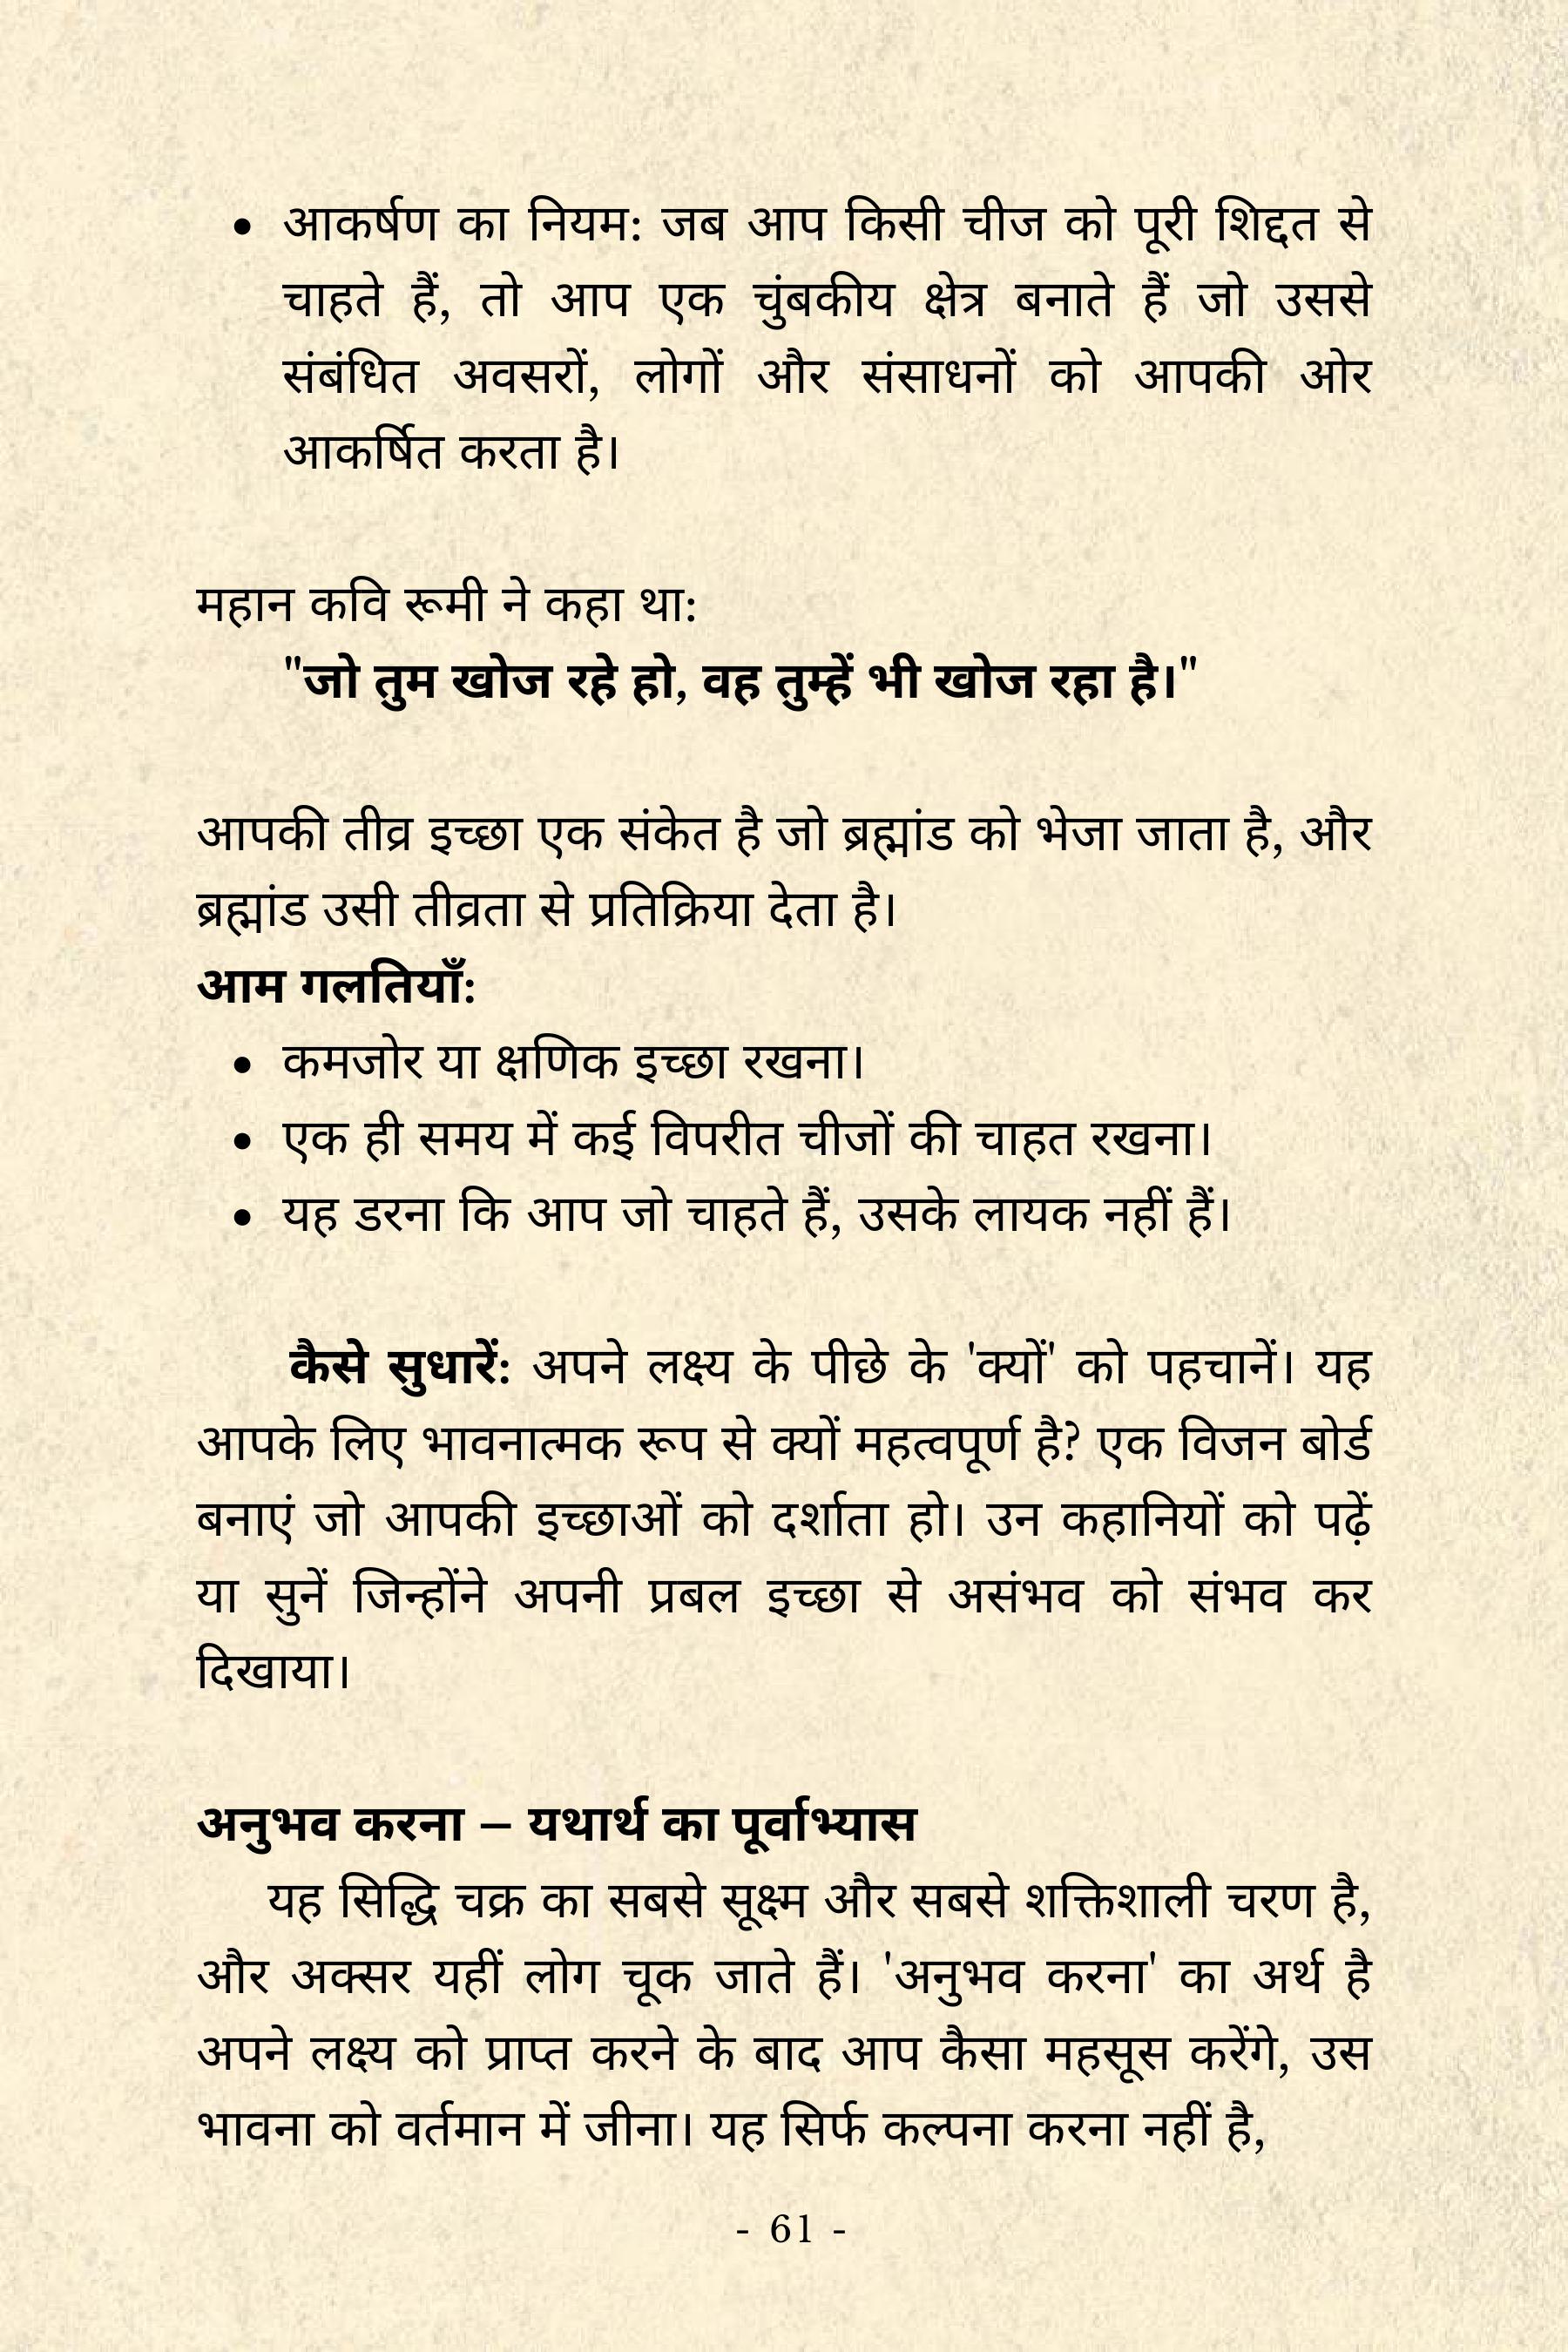 • आकर्षण का नियम: जब आप किसी चीज को पूरी शिद्दत से
चाहते हैं, तो आप एक चुंबकीय क्षेत्र बनाते हैं जो उससे
संबंधित अवसरों, लोगों और संसाधनों को आपकी ओर
आकर्षित करता है।
महान कवि रूमी ने कहा था:
"जो तुम खोज रहे हो, वह तुम्हें भी खोज रहा है।"
आपकी तीव्र इच्छा एक संकेत है जो ब्रह्मांड को भेजा जाता है, और
ब्रह्मांड उसी तीव्रता से प्रतिक्रिया देता है।
आम गलतियाँ:
• कमजोर या क्षणिक इच्छा रखना।
• एक ही समय में कई विपरीत चीजों की चाहत रखना।
• यह डरना कि आप जो चाहते हैं, उसके लायक नहीं हैं।
कैसे सुधारें: अपने लक्ष्य के पीछे के 'क्यों' को पहचानें। यह
आपके लिए भावनात्मक रूप से क्यों महत्वपूर्ण है? एक विजन बोर्ड
बनाएं जो आपकी इच्छाओं को दर्शाता हो। उन कहानियों को पढ़ें
या सुनें जिन्होंने अपनी प्रबल इच्छा से असंभव को संभव कर
दिखाया।
अनुभव करना – यथार्थ का पूर्वाभ्यास
यह सिद्धि चक्र का सबसे सूक्ष्म और सबसे शक्तिशाली चरण है,
और अक्सर यहीं लोग चूक जाते हैं। 'अनुभव करना' का अर्थ है
अपने लक्ष्य को प्राप्त करने के बाद आप कैसा महसूस करेंगे, उस
भावना को वर्तमान में जीना। यह सिर्फ कल्पना करना नहीं है,
- 61 -